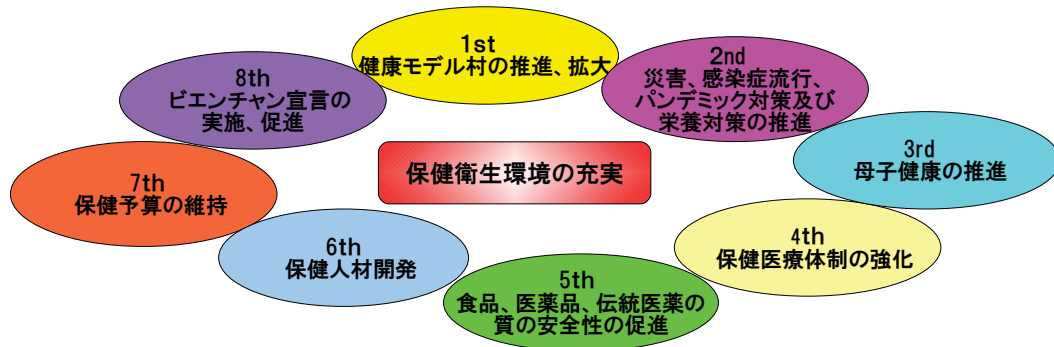 1st
健康モデル村の推進、拡大
2nd
災害、感染症流行、
パンデミック対策及び
栄養対策の推進
3rd
母子健康の推進
4th
保健医療体制の強化
5th
食品、医薬品、伝統医薬の
質の安全性の促進
6th
保健人材開発
7th
保健予算の維持
8th
ビエンチャン宣言の
実施、促進
保健衛生環境の充実